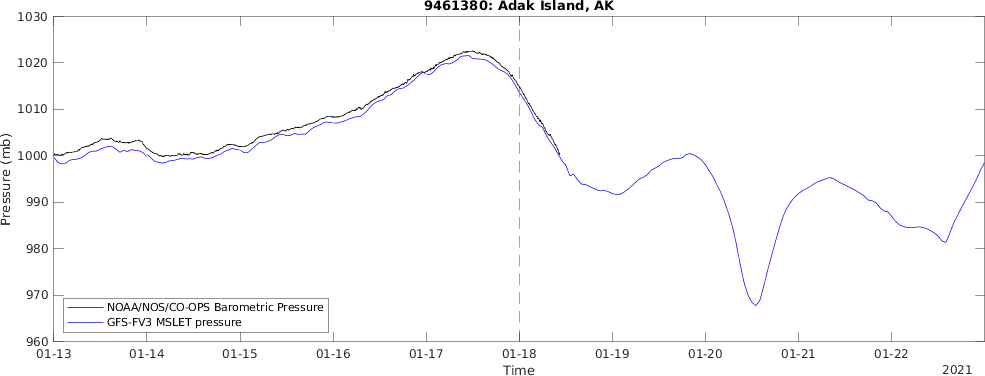 9461380: Adak Island, AK
1030
1020
1010
1000
990
980
970
960
Pressure (mb)
NOAA/NOS/CO-OPS Barometric Pressure
GFS-FV3 MSLET pressure
01-13 01-14 01-15 01-16 01-17 01-18 01-19 01-20 01-21 01-22
Time
2021